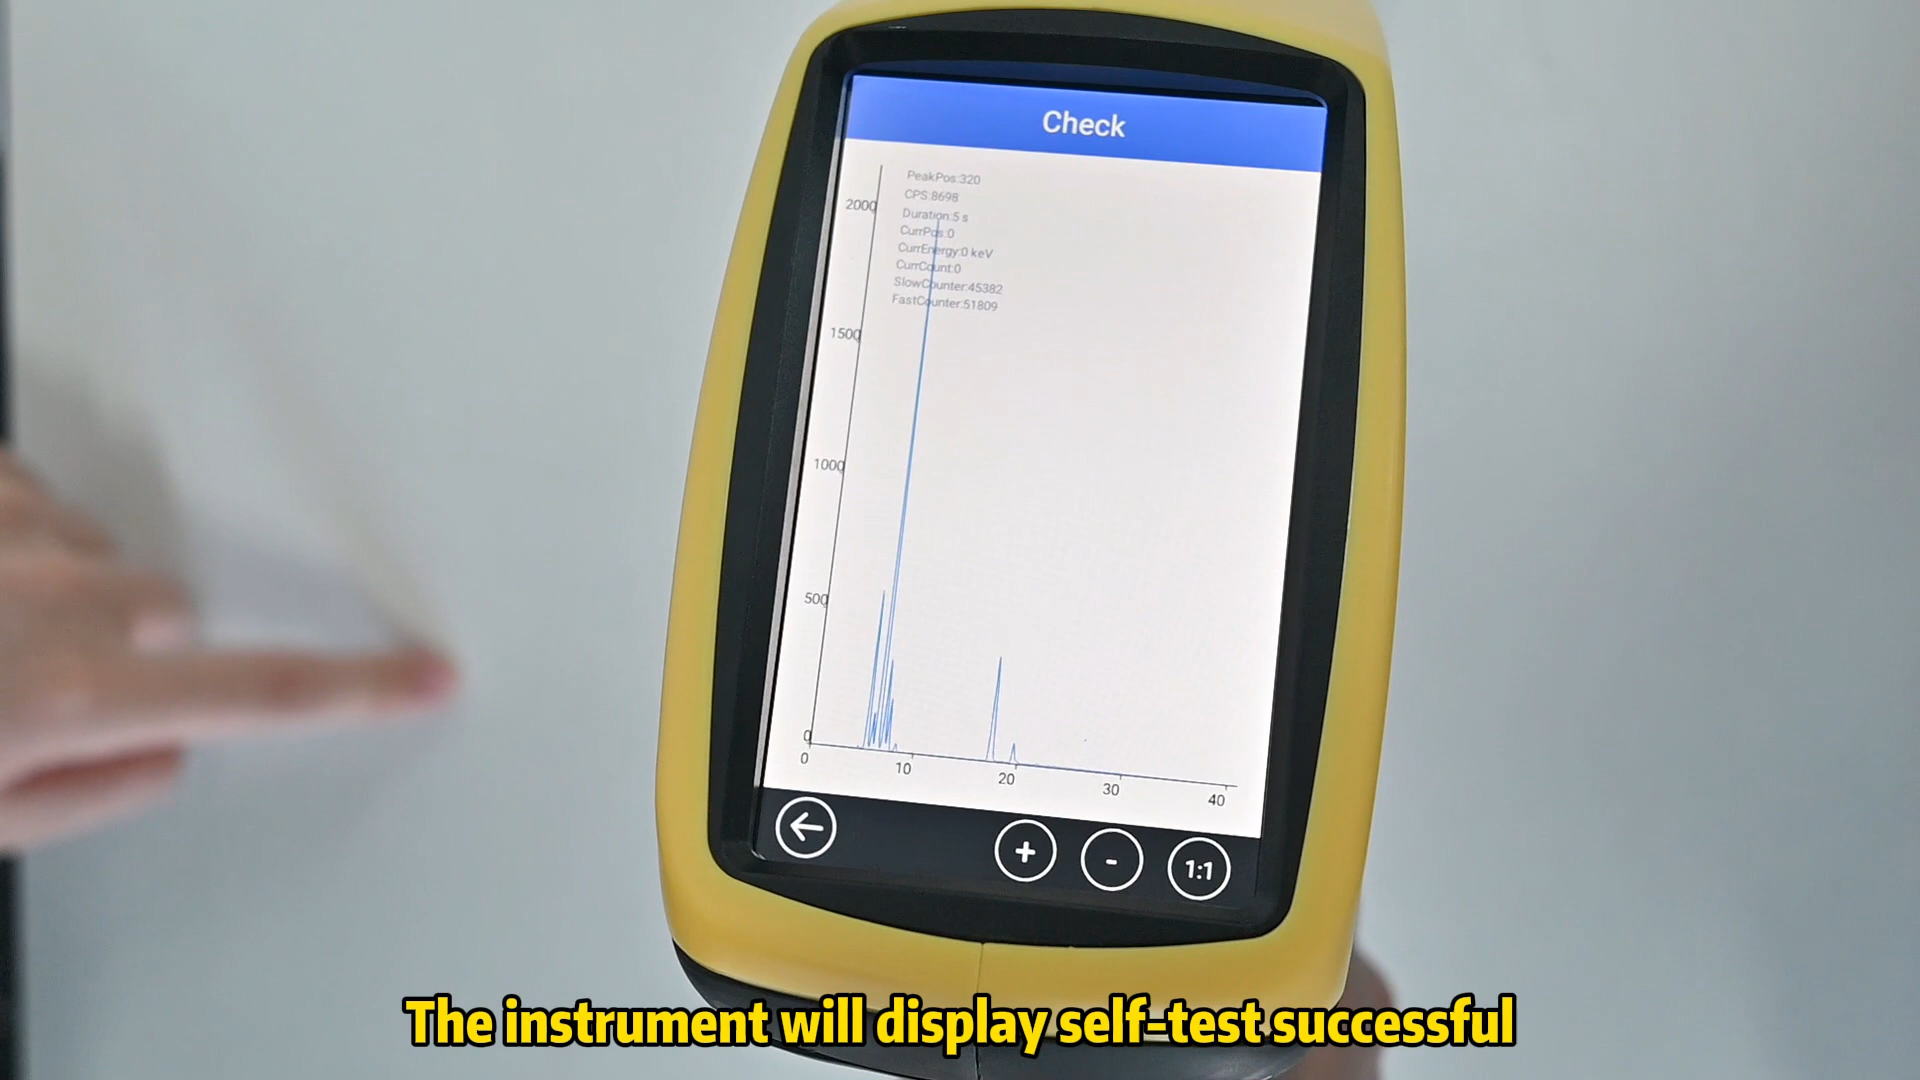 Check
PeakPos:320
CPS:8698
Duration:5 s
CurrPos:0
CurrEnergy:0 keV
CurrCount:0
SlowCounter:45382
FastCounter:51809
2000
1500
1000
500
0
0 10 20 30 40
+ - 1:1
The instrument will display self-test successful